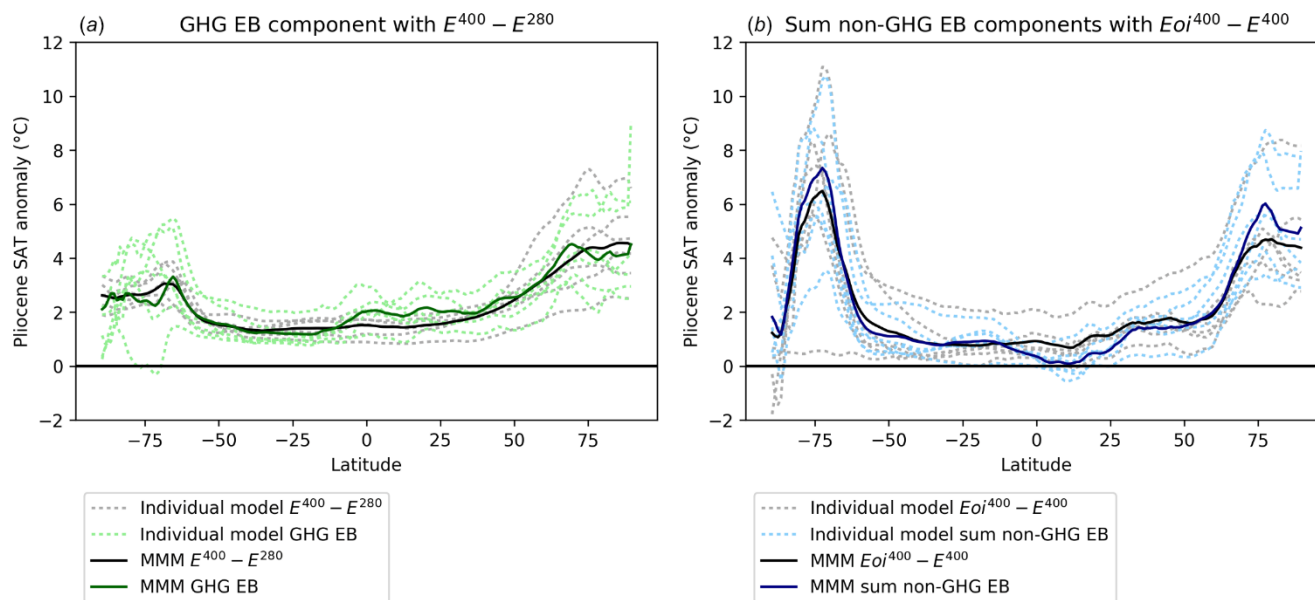 (a) GHG EB component with E⁴⁰⁰ − E²⁸⁰
Pliocene SAT anomaly (°C)
12
10
8
6
4
2
0
−2
−75
−50
−25
0
25
50
75
Latitude
Individual model E⁴⁰⁰ − E²⁸⁰
Individual model GHG EB
MMM E⁴⁰⁰ − E²⁸⁰
MMM GHG EB
(b) Sum non-GHG EB components with Eoi⁴⁰⁰ − E⁴⁰⁰
Pliocene SAT anomaly (°C)
12
10
8
6
4
2
0
−2
−75
−50
−25
0
25
50
75
Latitude
Individual model Eoi⁴⁰⁰ − E⁴⁰⁰
Individual model sum non-GHG EB
MMM Eoi⁴⁰⁰ − E⁴⁰⁰
MMM sum non-GHG EB